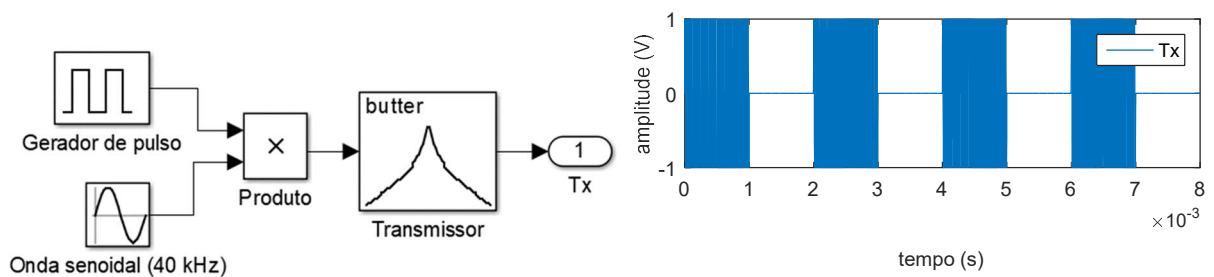 Gerador de pulso
Onda senoidal (40 kHz)
×
Produto
butter
Transmissor
1
Tx
amplitude (V)
1
0
-1
Tx
0 1 2 3 4 5 6 7 8
×10⁻³
tempo (s)